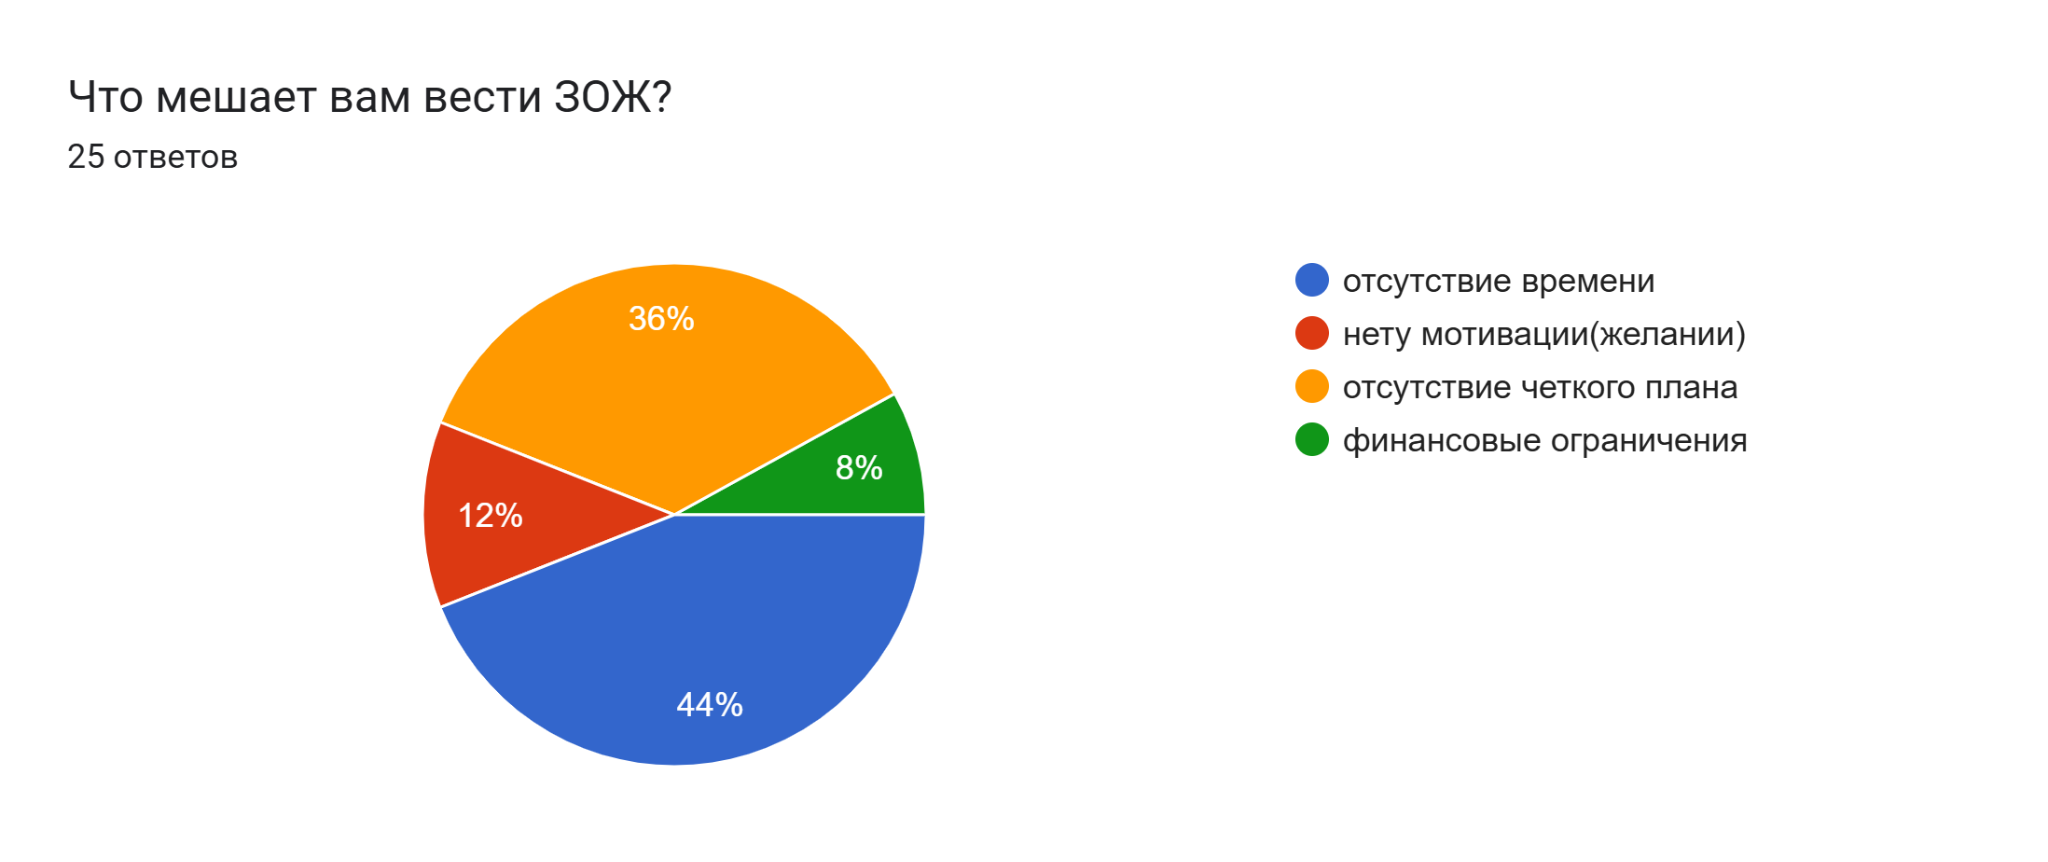 Что мешает вам вести ЗОЖ?
25 ответов
36%
8%
12%
44%
отсутствие времени
нету мотивации(желании)
отсутствие четкого плана
финансовые ограничения